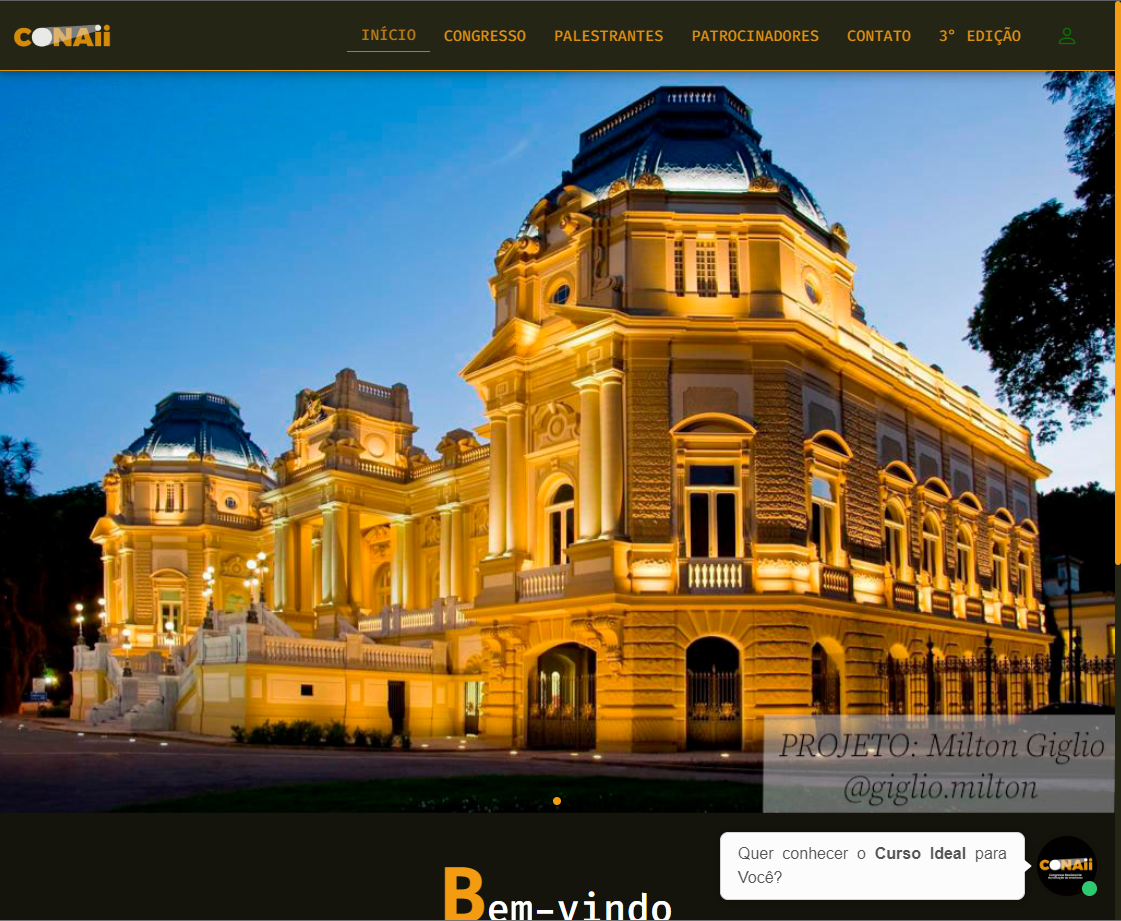 CONAii
INÍCIO
CONGRESSO
PALESTRANTES
PATROCINADORES
CONTATO
3° EDIÇÃO
PROJETO: Milton Giglio
@giglio.milton
Bem-vindo
Quer conhecer o Curso Ideal para
Você?
CONAii